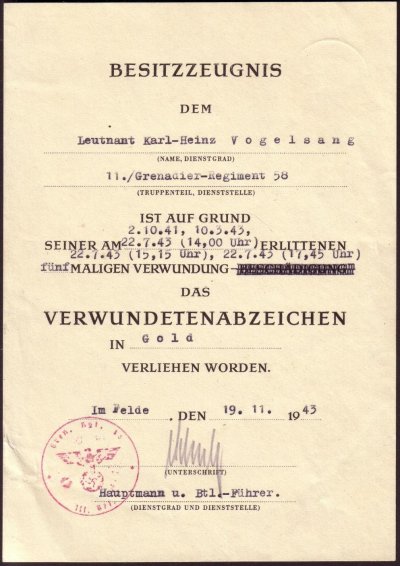 BESITZZEUGNIS
DEM
Leutnant Karl-Heinz Vogelsang
(NAME, DIENSTGRAD)
11./Grenadier-Regiment 58
(TRUPPENTEIL, DIENSTSTELLE)
IST AUF GRUND
2.10.41, 10.3.43,
SEINER AM 22.7.43 (14,00 Uhr) ERLITTENEN
22.7.43 (15,15 Uhr), 22.7.43 (17,45 Uhr)
fünf MALIGEN VERWUNDUNG
DAS
VERWUNDETENABZEICHEN
IN Gold
VERLIEHEN WORDEN.
Im Felde, DEN 19.11. 1943
(UNTERSCHRIFT)
Hauptmann u. Btl.-Führer.
(DIENSTGRAD UND DIENSTSTELLE)